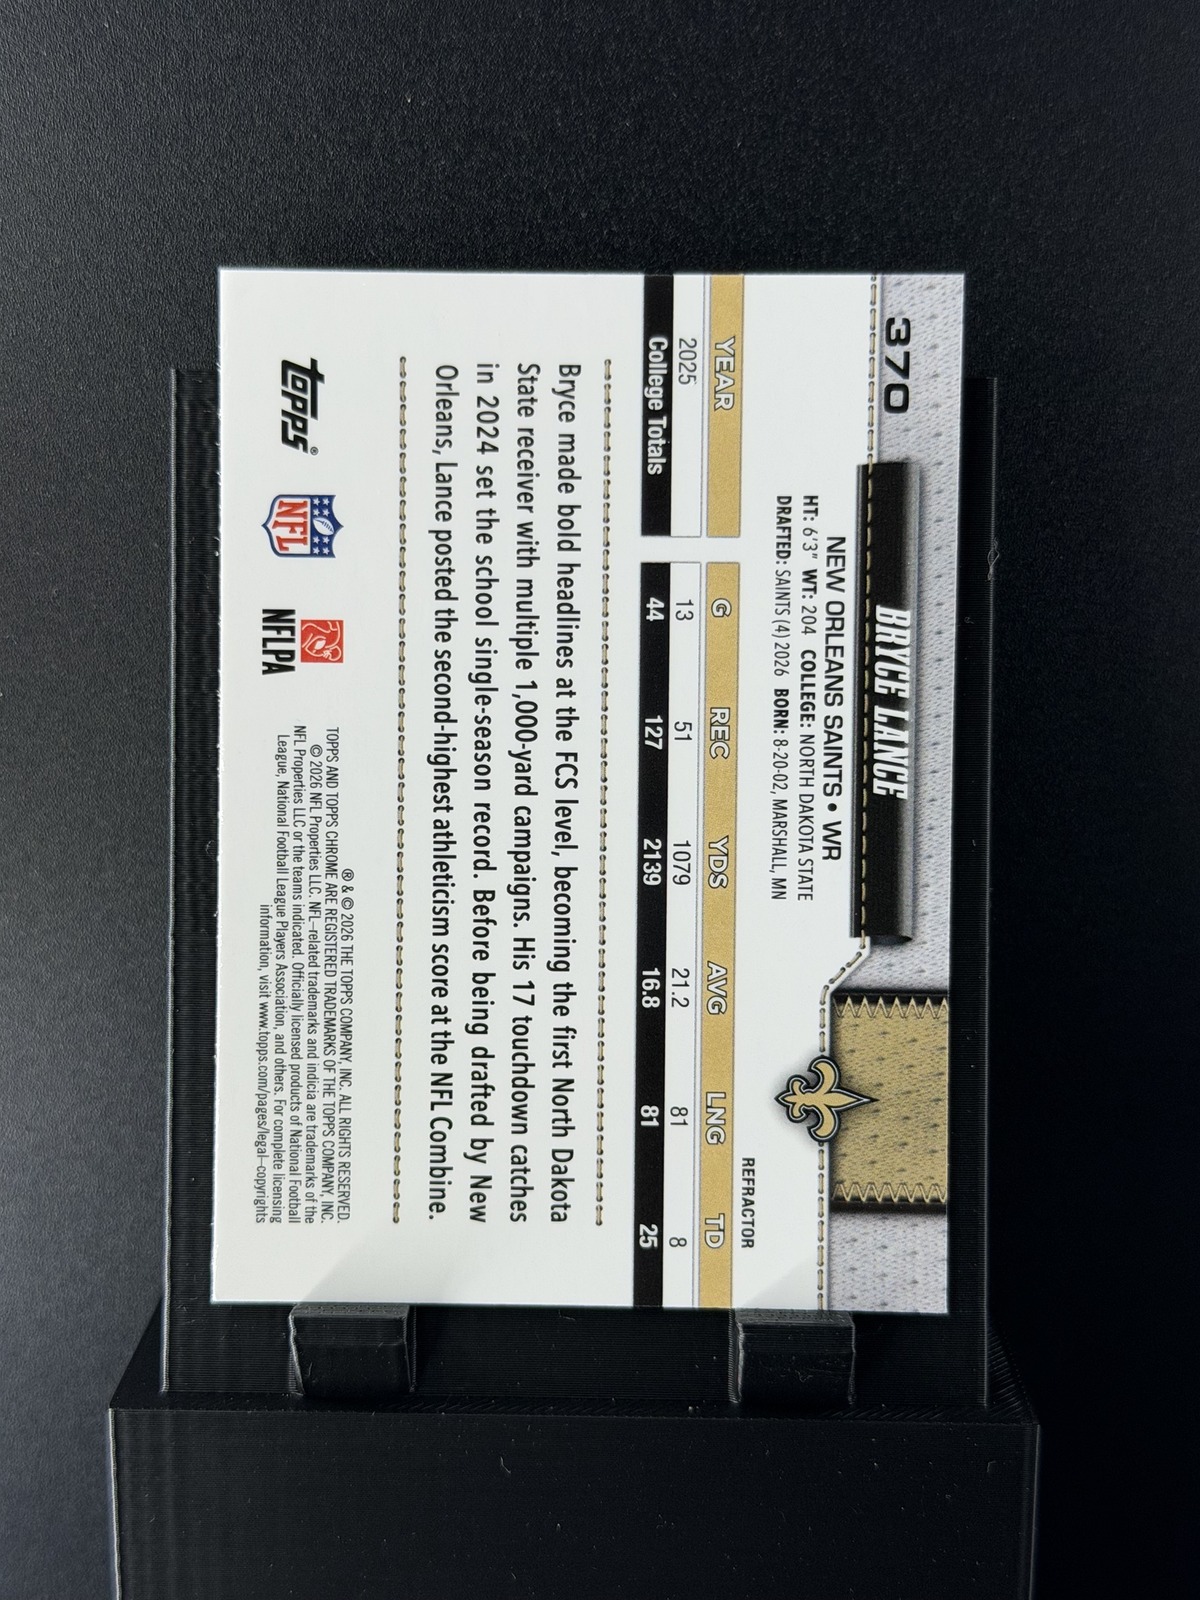 370
BRYCE LANCE
NEW ORLEANS SAINTS • WR
HT: 6'3" WT: 204 COLLEGE: NORTH DAKOTA STATE
DRAFTED: SAINTS (4) 2026 BORN: 8-20-02, MARSHALL, MN
REFRACTOR
YEAR G REC YDS AVG LNG TD
2025 13 51 1079 21.2 81 8
College Totals 44 127 2139 16.8 81 25
Bryce made bold headlines at the FCS level, becoming the first North Dakota
State receiver with multiple 1,000-yard campaigns. His 17 touchdown catches
in 2024 set the school single-season record. Before being drafted by New
Orleans, Lance posted the second-highest athleticism score at the NFL Combine.
topps®
NFL
NFLPA
® & © 2026 THE TOPPS COMPANY, INC. ALL RIGHTS RESERVED.
TOPPS AND TOPPS CHROME ARE REGISTERED TRADEMARKS OF THE TOPPS COMPANY, INC.
© 2026 NFL Properties LLC. NFL-related trademarks and indicia are trademarks of the
NFL Properties LLC or the teams indicated. Officially licensed products of National Football
League, National Football League Players Association, and others. For complete licensing
information, visit www.topps.com/pages/legal-copyrights